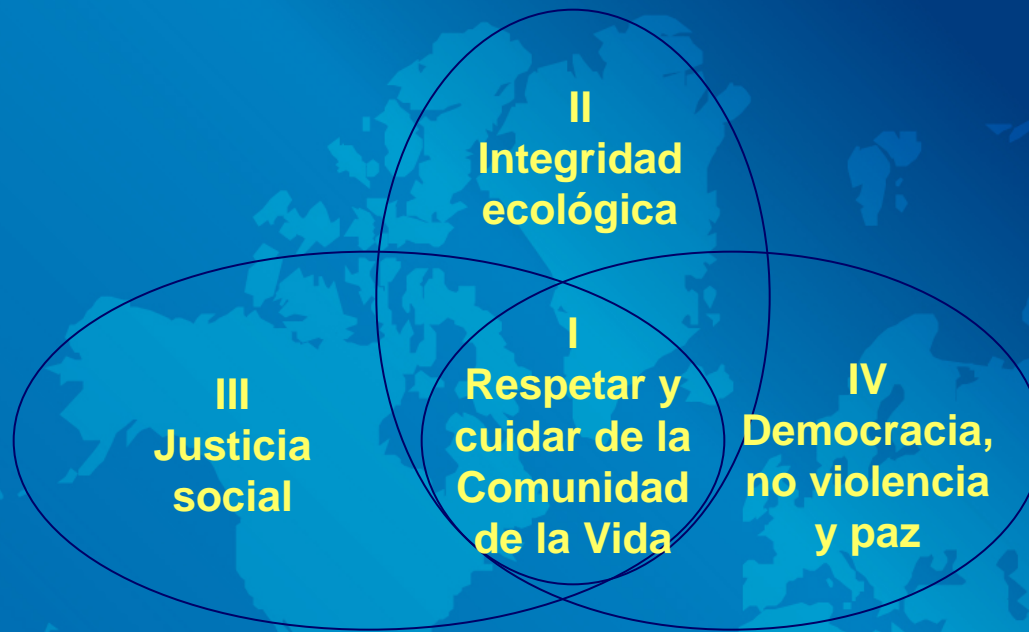 II
Integridad
ecológica
I
Respetar y
cuidar de la
Comunidad
de la Vida
III
Justicia
social
IV
Democracia,
no violencia
y paz